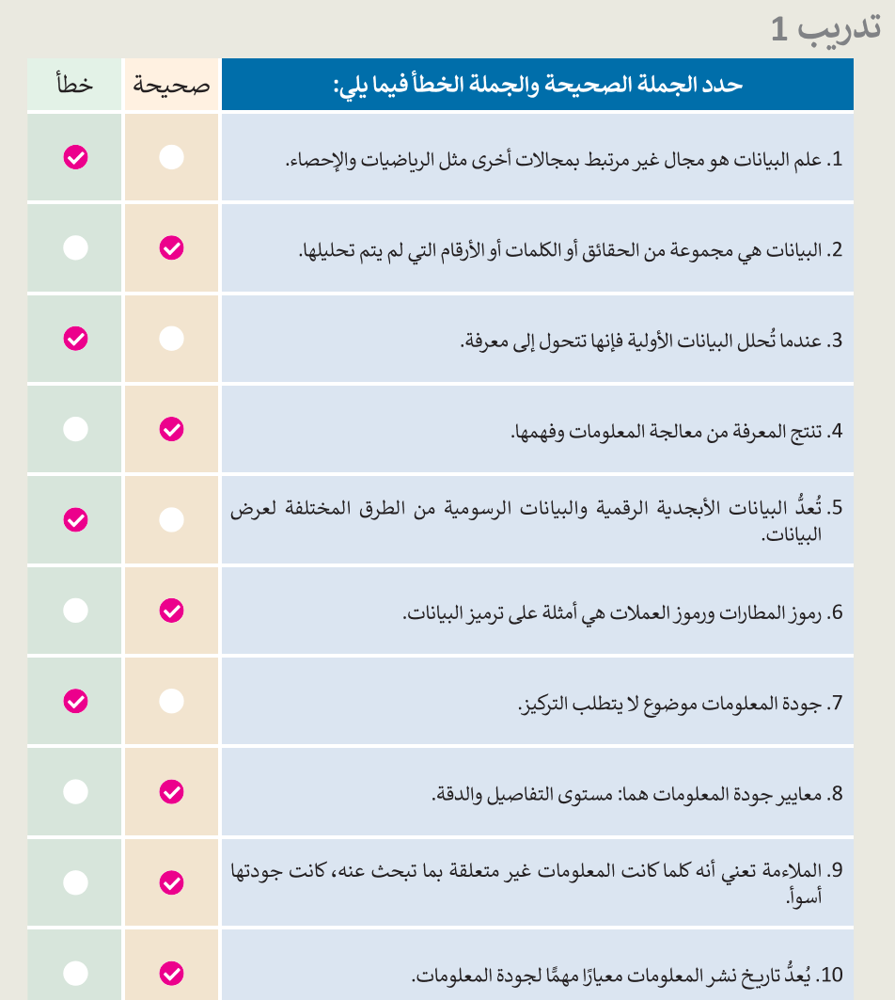 تدريب 1
حدد الجملة الصحيحة والجملة الخطأ فيما يلي: صحيحة خطأ
1. علم البيانات هو مجال غير مرتبط بمجالات أخرى مثل الرياضيات والإحصاء.
2. البيانات هي مجموعة من الحقائق أو الكلمات أو الأرقام التي لم يتم تحليلها.
3. عندما تُحلل البيانات الأولية فإنها تتحول إلى معرفة.
4. تنتج المعرفة من معالجة المعلومات وفهمها.
5. تُعدُّ البيانات الأبجدية الرقمية والبيانات الرسومية من الطرق المختلفة لعرض
البيانات.
6. رموز المطارات ورموز العملات هي أمثلة على ترميز البيانات.
7. جودة المعلومات موضوع لا يتطلب التركيز.
8. معايير جودة المعلومات هما: مستوى التفاصيل والدقة.
9. الملاءمة تعني أنه كلما كانت المعلومات غير متعلقة بما تبحث عنه، كانت جودتها
أسوأ.
10. يُعدُّ تاريخ نشر المعلومات معيارًا مهمًّا لجودة المعلومات.